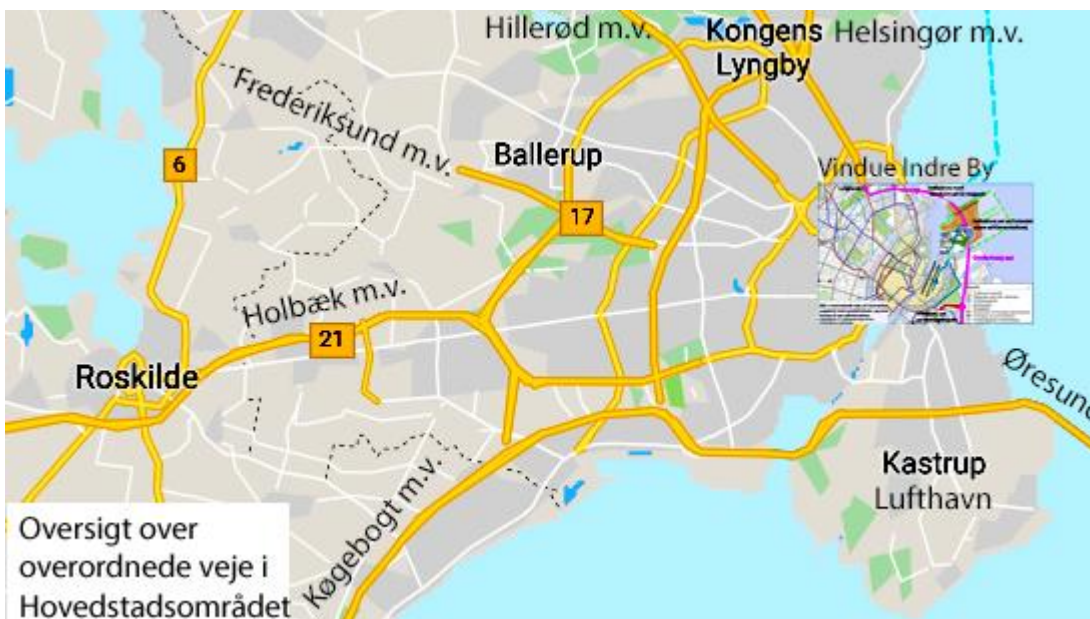 Hillerød m.v.
Kongens
Lyngby
Helsingør m.v.
Frederiksund m.v.
Ballerup
6
Vindue Indre By
17
Holbæk m.v.
21
Roskilde
Øresund
Kastrup
Lufthavn
Køgebogt m.v.
Oversigt over
overordnede veje i
Hovedstadsområdet